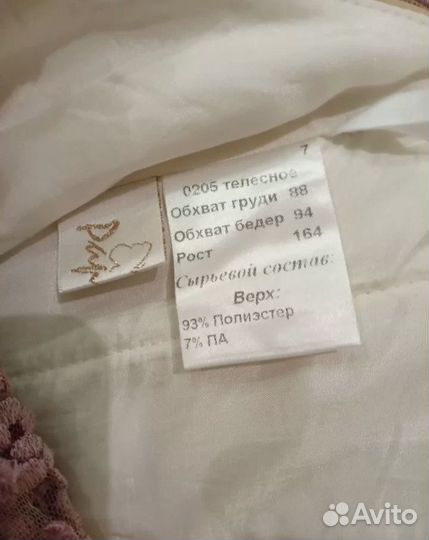 7
0205 телесное
Обхват груди 88
Обхват бедер 94
Рост 164
Сырьевой состав:
Верх:
93% Полиэстер
7% ПА
Avito